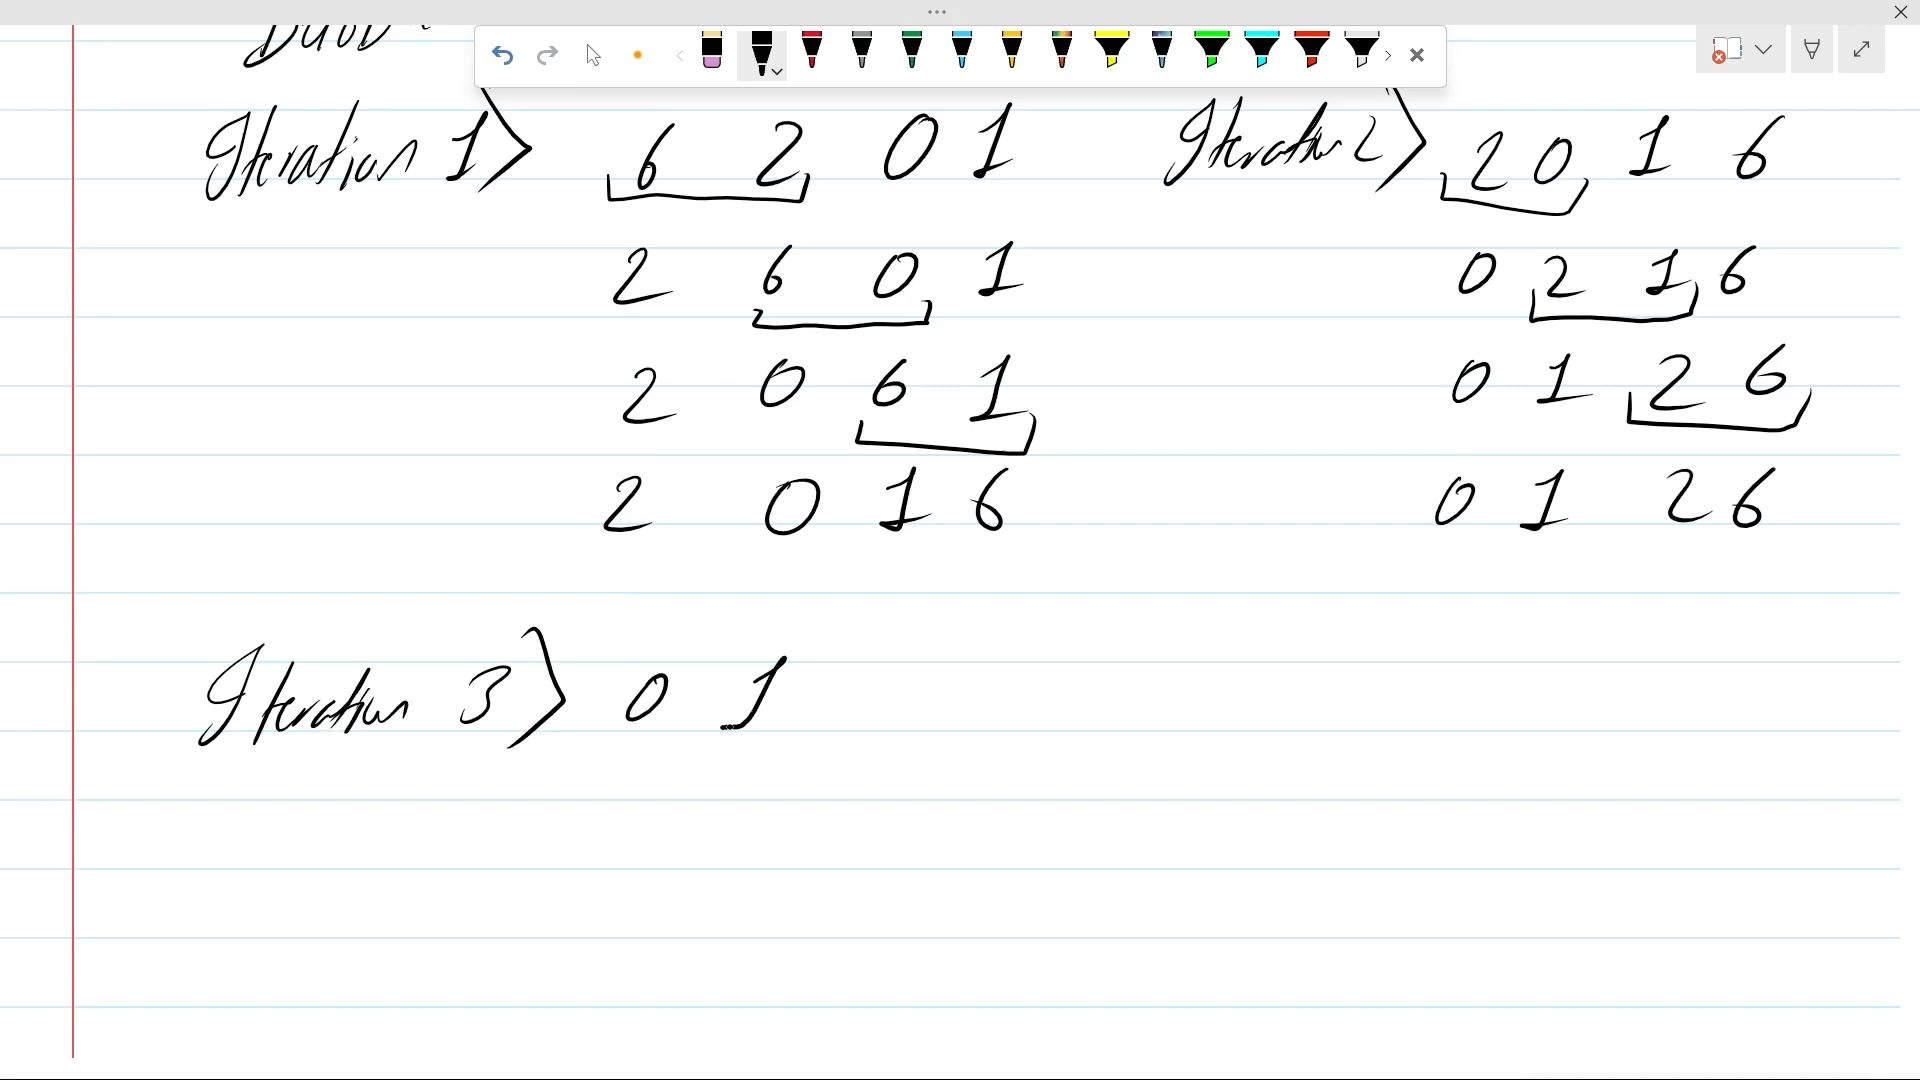 Iteration 1> 6 2 0 1
2 6 0 1
2 0 6 1
2 0 1 6
Iteration 2> 2 0 1 6
0 2 1 6
0 1 2 6
0 1 2 6
Iteration 3> 0 1